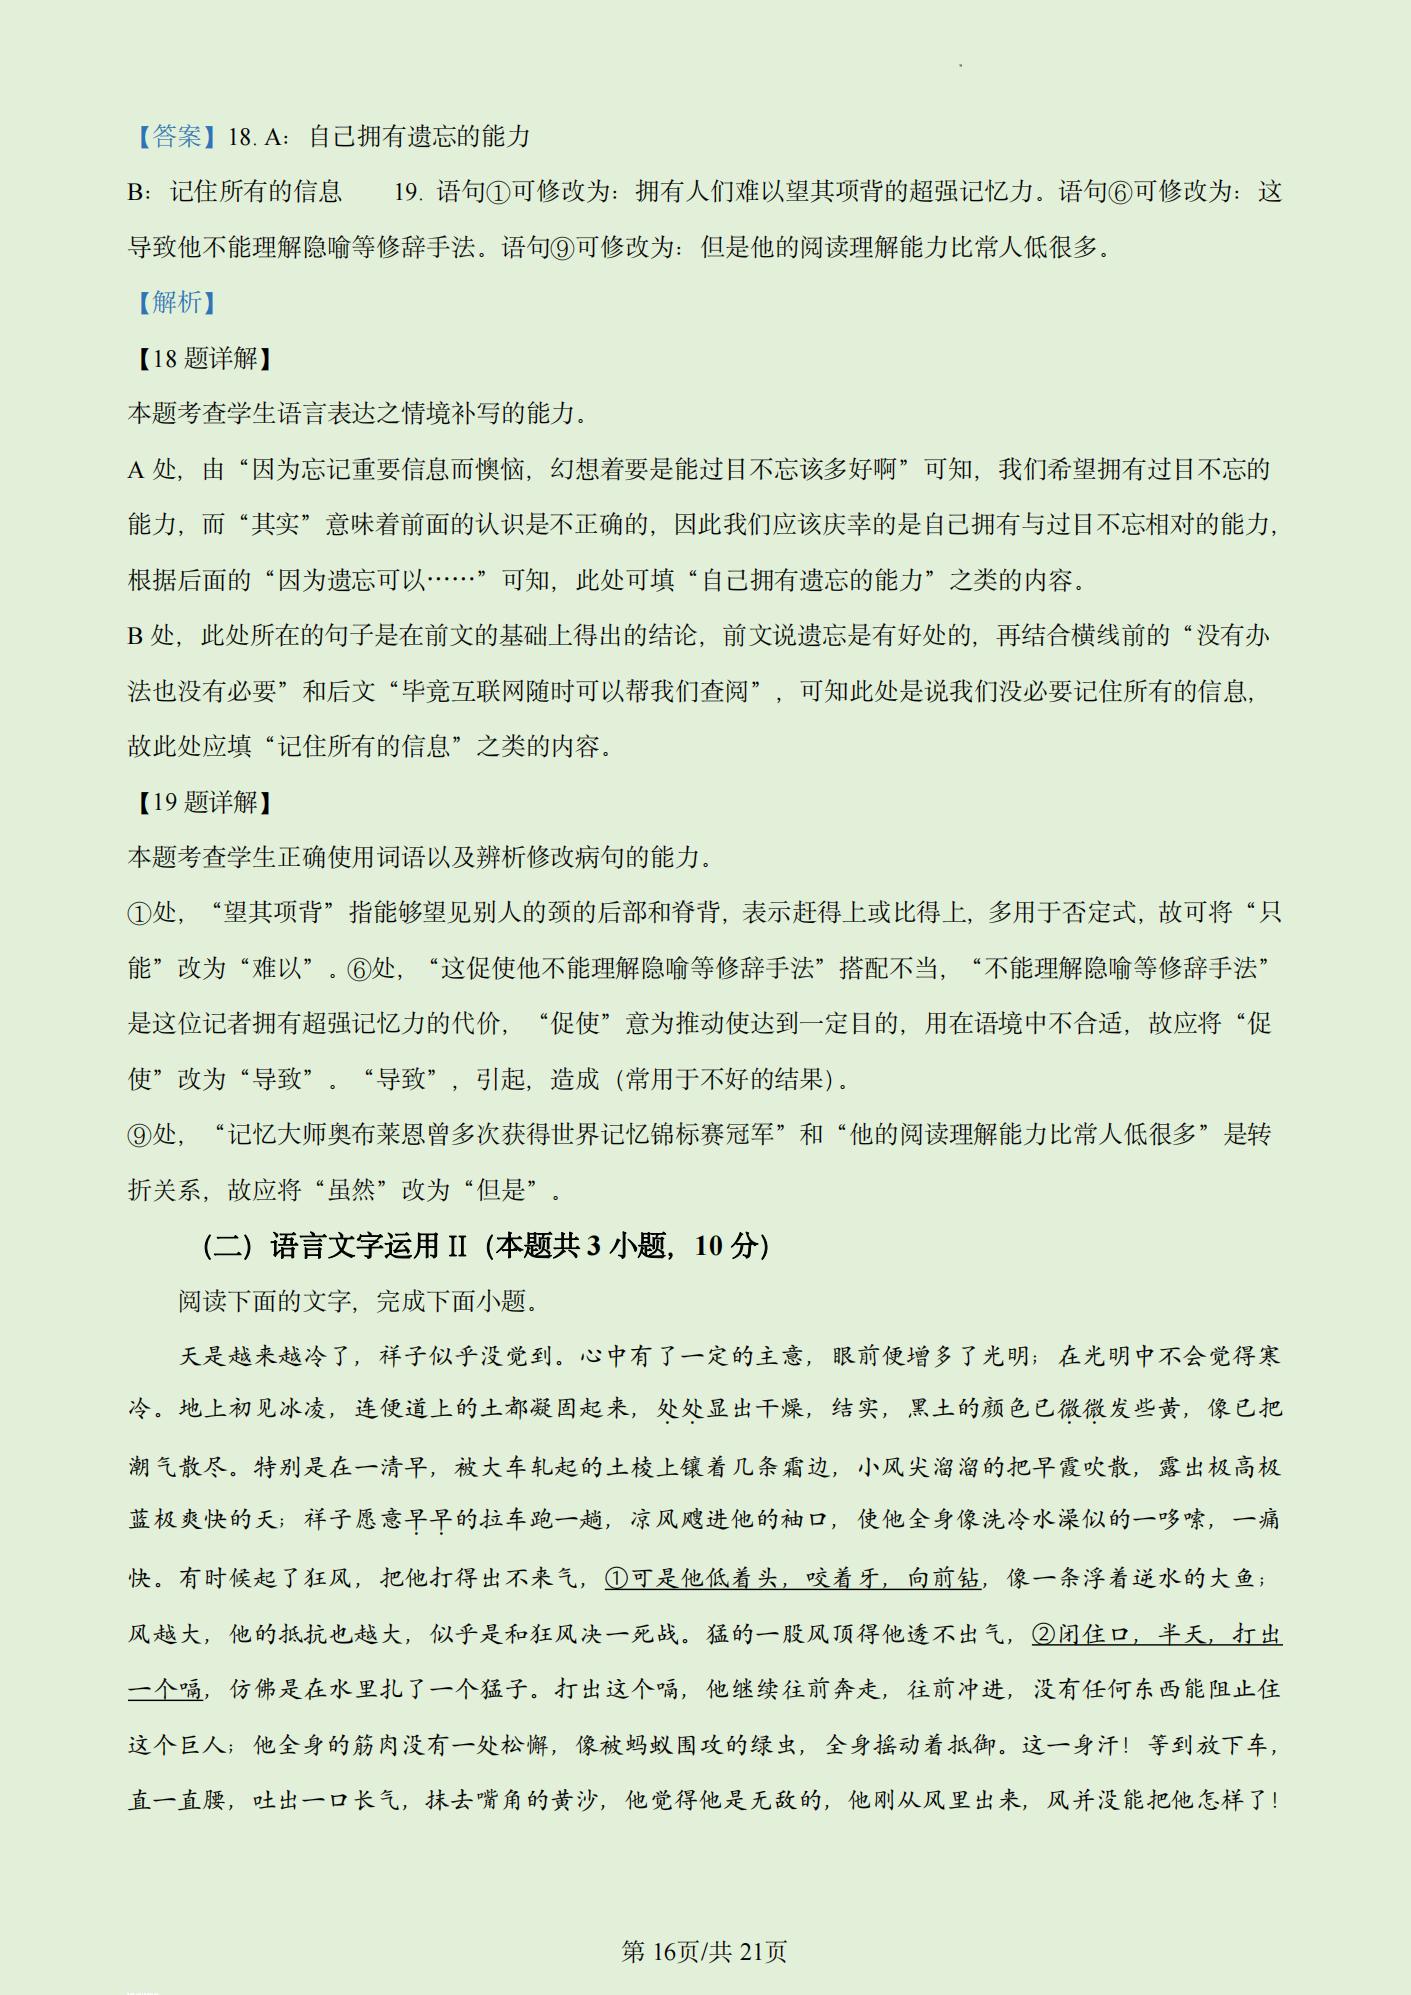 【答案】18. A：自己拥有遗忘的能力
B：记住所有的信息　　19. 语句①可修改为：拥有人们难以望其项背的超强记忆力。语句⑥可修改为：这
导致他不能理解隐喻等修辞手法。语句⑨可修改为：但是他的阅读理解能力比常人低很多。
【解析】
【18 题详解】
本题考查学生语言表达之情境补写的能力。
A 处，由“因为忘记重要信息而懊恼，幻想着要是能过目不忘该多好啊”可知，我们希望拥有过目不忘的
能力，而“其实”意味着前面的认识是不正确的，因此我们应该庆幸的是自己拥有与过目不忘相对的能力，
根据后面的“因为遗忘可以……”可知，此处可填“自己拥有遗忘的能力”之类的内容。
B 处，此处所在的句子是在前文的基础上得出的结论，前文说遗忘是有好处的，再结合横线前的“没有办
法也没有必要”和后文“毕竟互联网随时可以帮我们查阅”，可知此处是说我们没必要记住所有的信息，
故此处应填“记住所有的信息”之类的内容。
【19 题详解】
本题考查学生正确使用词语以及辨析修改病句的能力。
①处，“望其项背”指能够望见别人的颈的后部和脊背，表示赶得上或比得上，多用于否定式，故可将“只
能”改为“难以”。⑥处，“这促使他不能理解隐喻等修辞手法”搭配不当，“不能理解隐喻等修辞手法”
是这位记者拥有超强记忆力的代价，“促使”意为推动使达到一定目的，用在语境中不合适，故应将“促
使”改为“导致”。“导致”，引起，造成（常用于不好的结果）。
⑨处，“记忆大师奥布莱恩曾多次获得世界记忆锦标赛冠军”和“他的阅读理解能力比常人低很多”是转
折关系，故应将“虽然”改为“但是”。
（二）语言文字运用 II（本题共 3 小题，10 分）
阅读下面的文字，完成下面小题。
天是越来越冷了，祥子似乎没觉到。心中有了一定的主意，眼前便增多了光明；在光明中不会觉得寒
冷。地上初见冰凌，连便道上的土都凝固起来，处处显出干燥，结实，黑土的颜色已微微发些黄，像已把
潮气散尽。特别是在一清早，被大车轧起的土棱上镶着几条霜边，小风尖溜溜的把早霞吹散，露出极高极
蓝极爽快的天；祥子愿意早早的拉车跑一趟，凉风飕进他的袖口，使他全身像洗冷水澡似的一哆嗦，一痛
快。有时候起了狂风，把他打得出不来气，①可是他低着头，咬着牙，向前钻，像一条浮着逆水的大鱼；
风越大，他的抵抗也越大，似乎是和狂风决一死战。猛的一股风顶得他透不出气，②闭住口，半天，打出
一个嗝，仿佛是在水里扎了一个猛子。打出这个嗝，他继续往前奔走，往前冲进，没有任何东西能阻止住
这个巨人；他全身的筋肉没有一处松懈，像被蚂蚁围攻的绿虫，全身摇动着抵御。这一身汗！等到放下车，
直一直腰，吐出一口长气，抹去嘴角的黄沙，他觉得他是无敌的，他刚从风里出来，风并没能把他怎样了！
第 16页/共 21页